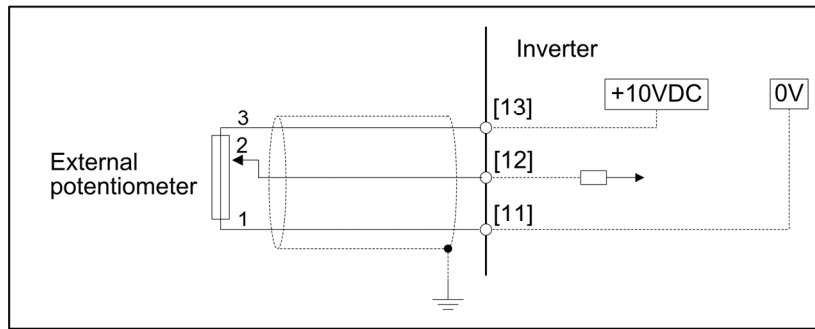 Inverter
+10VDC
0V
[13]
3
2
[12]
External
potentiometer
[11]
1